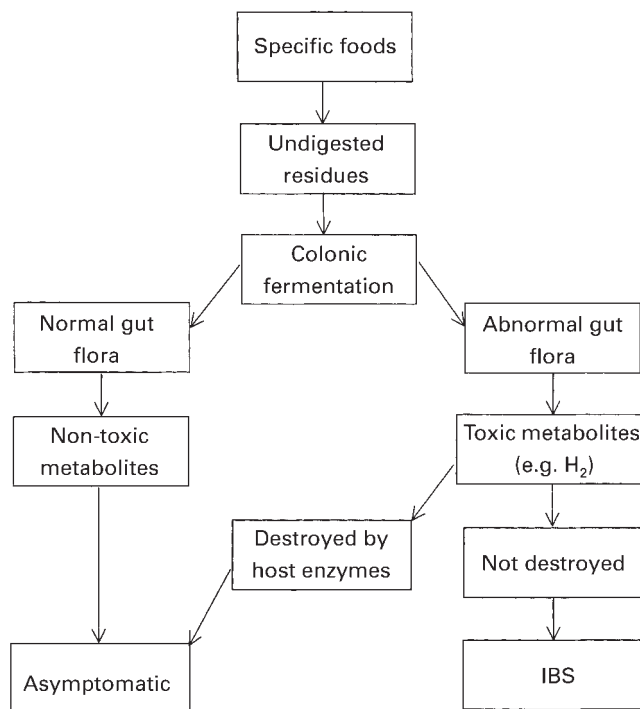 Specific foods
Undigested
residues
Colonic
fermentation
Normal gut
flora
Abnormal gut
flora
Non-toxic
metabolites
Toxic metabolites
(e.g. H₂)
Destroyed by
host enzymes
Not destroyed
Asymptomatic
IBS